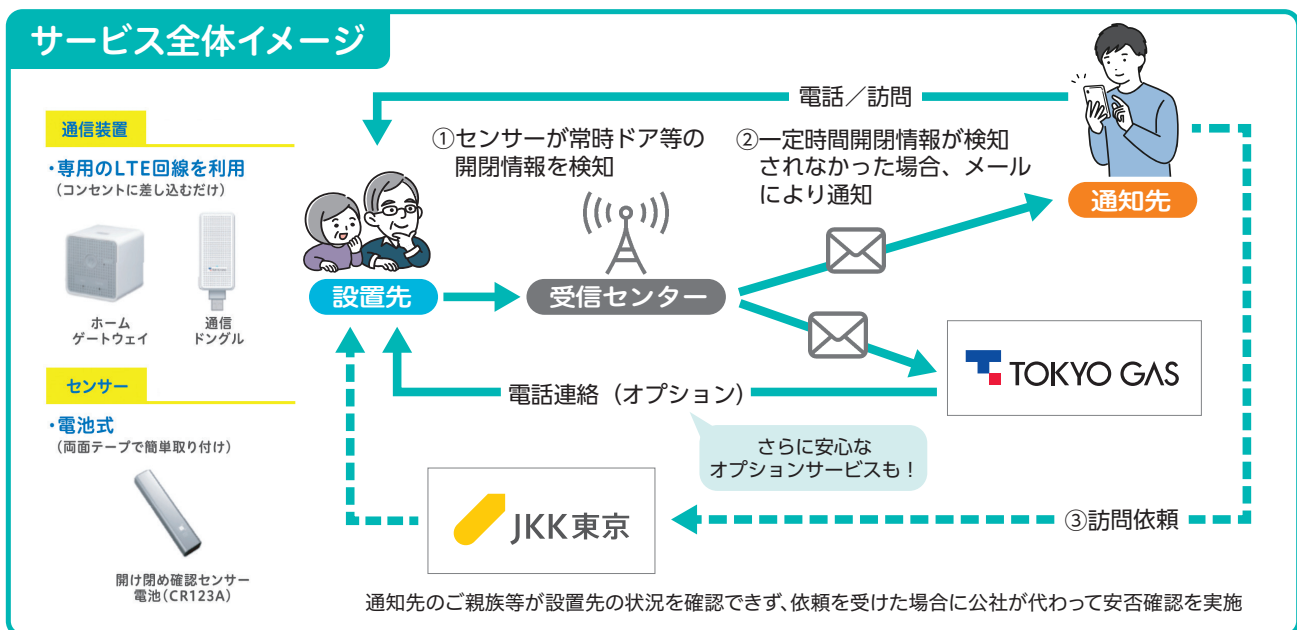 サービス全体イメージ
通信装置
・専用のLTE回線を利用
（コンセントに差し込むだけ）
ホーム
ゲートウェイ
通信
ドングル
センサー
・電池式
（両面テープで簡単取り付け）
開け閉め確認センサー
電池（CR123A）
電話／訪問
①センサーが常時ドア等の
開閉情報を検知
②一定時間開閉情報が検知
されなかった場合、メール
により通知
通知先
設置先
受信センター
TOKYO GAS
電話連絡（オプション）
さらに安心な
オプションサービスも！
JKK東京
③訪問依頼
通知先のご親族等が設置先の状況を確認できず、依頼を受けた場合に公社が代わって安否確認を実施